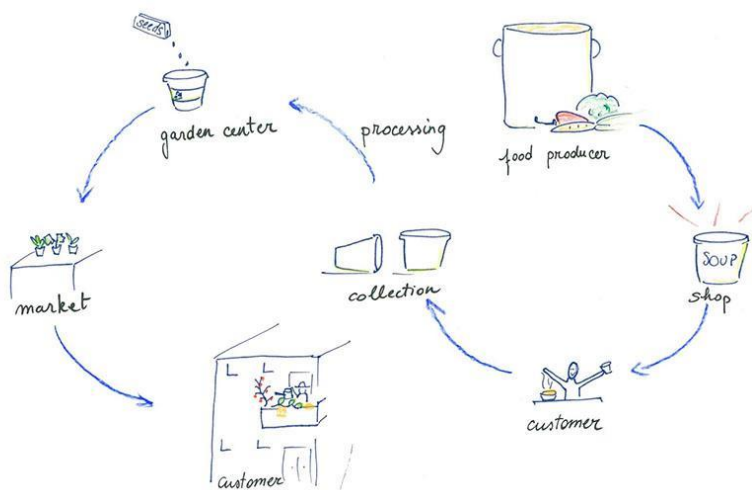 seeds
garden center
processing
food producer
market
collection
SOUP
shop
customer
customer